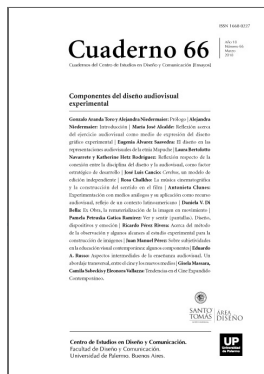 ISSN 1668-0227
Año 18
Número 66
Marzo
2018
Cuaderno 66
Cuadernos del Centro de Estudios en Diseño y Comunicación [Ensayos]
Componentes del diseño audiovisual
experimental
Gonzalo Aranda Toro y Alejandra Niedermaier: Prólogo | Alejandra
Niedermaier: Introducción | María José Alcalde: Reflexión acerca
del ejercicio audiovisual como medio de expresión del diseño
gráfico experimental | Eugenia Álvarez Saavedra: El diseño en las
representaciones audiovisuales de la etnia Mapuche | Laura Bertolotto
Navarrete y Katherine Hetz Rodríguez: Reflexión respecto de la
conexión entre la disciplina del diseño y la audiovisual, como factor
estratégico de desarrollo | José Luis Cancio: Cerebus, un modelo de
edición independiente | Rosa Chalkho: La música cinematográfica
y la construcción del sentido en el film | Antonieta Clunes:
Experimentación con medios análogos y su aplicación como recurso
audiovisual, reflejo de un contexto latinoamericano | Daniela V. Di
Bella: Es Obra, la rematerialización de la imagen en movimiento |
Pamela Petruska Gatica Ramírez: Ver y sentir (pantallas). Diseño,
dispositivos y emoción | Ricardo Pérez Rivera: Acerca del método
de la observación y algunos alcances al estudio experimental para la
construcción de imágenes | Juan Manuel Pérez: Sobre subjetividades
en la educación visual contemporánea: algunos componentes | Eduardo
A. Russo: Aspectos intermediales de la enseñanza audiovisual. Un
abordaje transversal, entre el cine y los nuevos medios | Gisela Massara,
Camila Sabeckis y Eleonora Vallazza: Tendencias en el Cine Expandido
Contemporáneo.
SANTO
TOMÁS
ÁREA
DISEÑO
Centro de Estudios en Diseño y Comunicación.
Facultad de Diseño y Comunicación.
Universidad de Palermo. Buenos Aires.
UP
Universidad
de Palermo